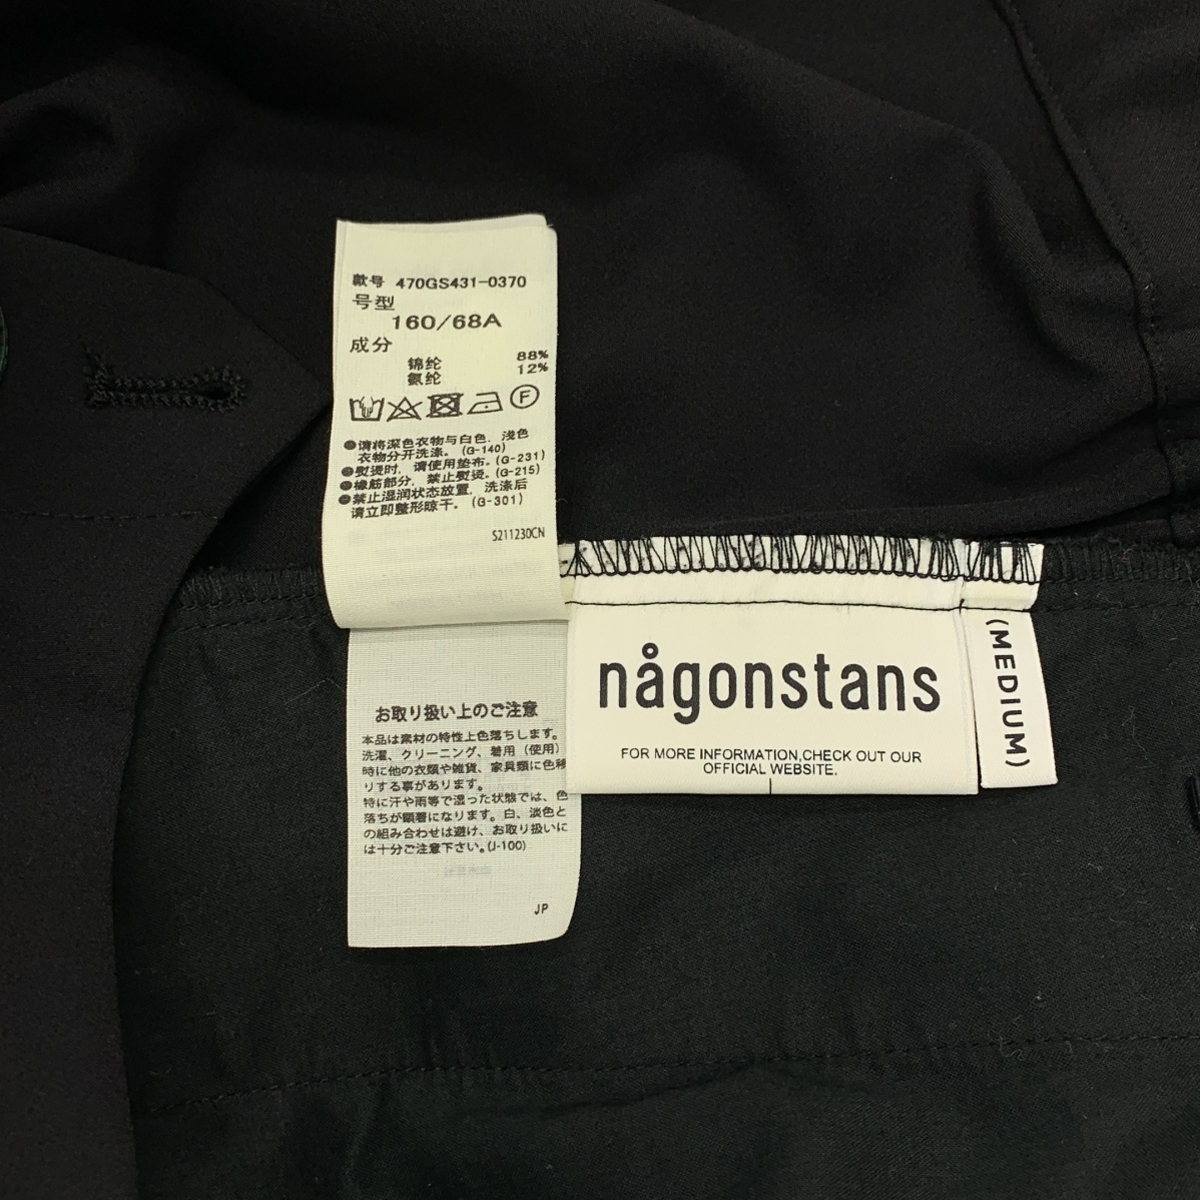 款号 470GS431-0370
号型
160/68A
成分
锦纶 88%
氨纶 12%
F
●请将深色衣物与白色，浅色
衣物分开洗涤。(G-140)
●熨烫时，请使用垫布。(G-231)
●橡筋部分，禁止熨烫。(G-215)
●禁止湿润状态放置，洗涤后
请立即整形晾干。(G-301)
S211230CN
お取り扱い上のご注意
本品は素材の特性上色落ちします。
洗濯、クリーニング、着用（使用）
時に他の衣類や雑貨、家具類に色移
りする事があります。
特に汗や雨等で湿った状態では、色
落ちが顕著になります。白、淡色と
の組み合わせは避け、お取り扱いに
は十分ご注意下さい。(J-100)
JP
någonstans
FOR MORE INFORMATION,CHECK OUT OUR
OFFICIAL WEBSITE.
(MEDIUM)